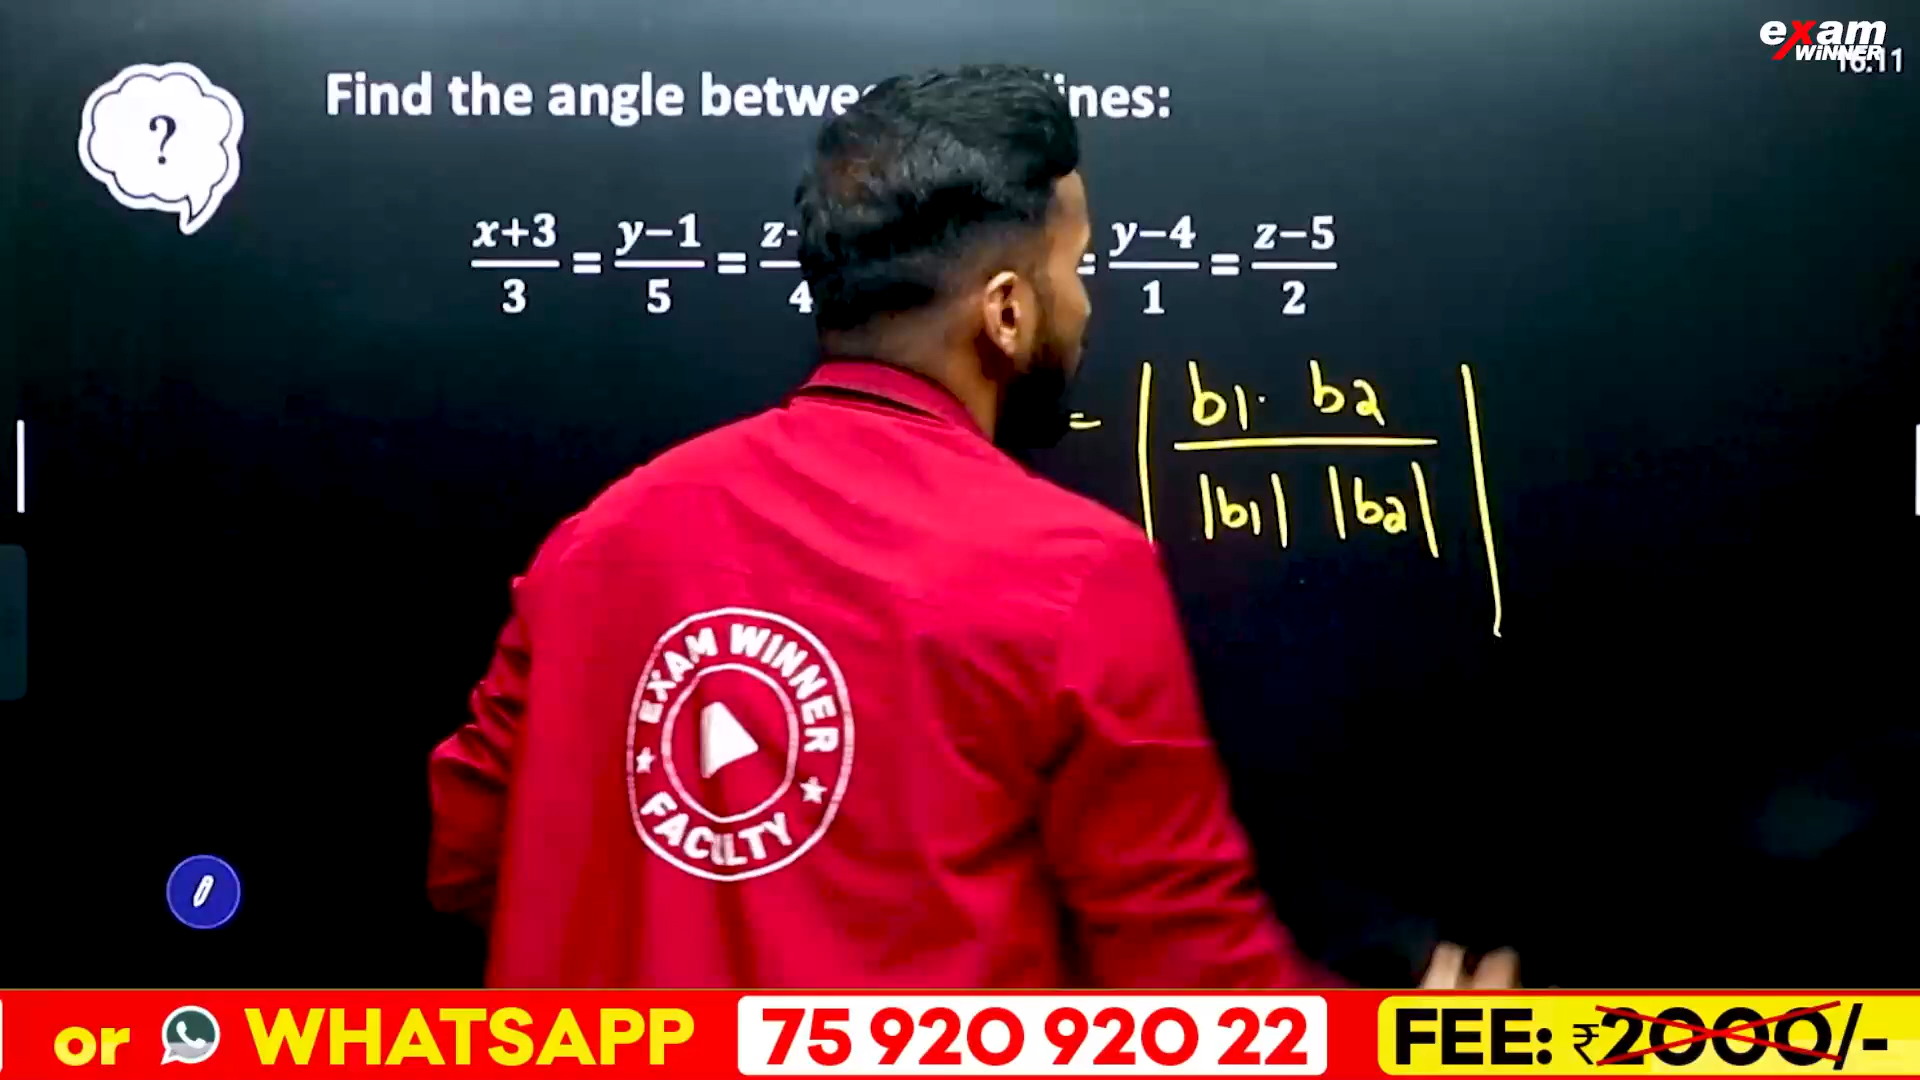 exam
WiNNER
16:11
Find the angle betwe ines:
x+3 = y−1 = z- = y−4 = z−5
3 5 4 1 2
= | b1 · b2 |
|b1| |b2|
EXAM WINNER
FACULTY
or WHATSAPP 75 920 920 22 FEE: ₹2000/-